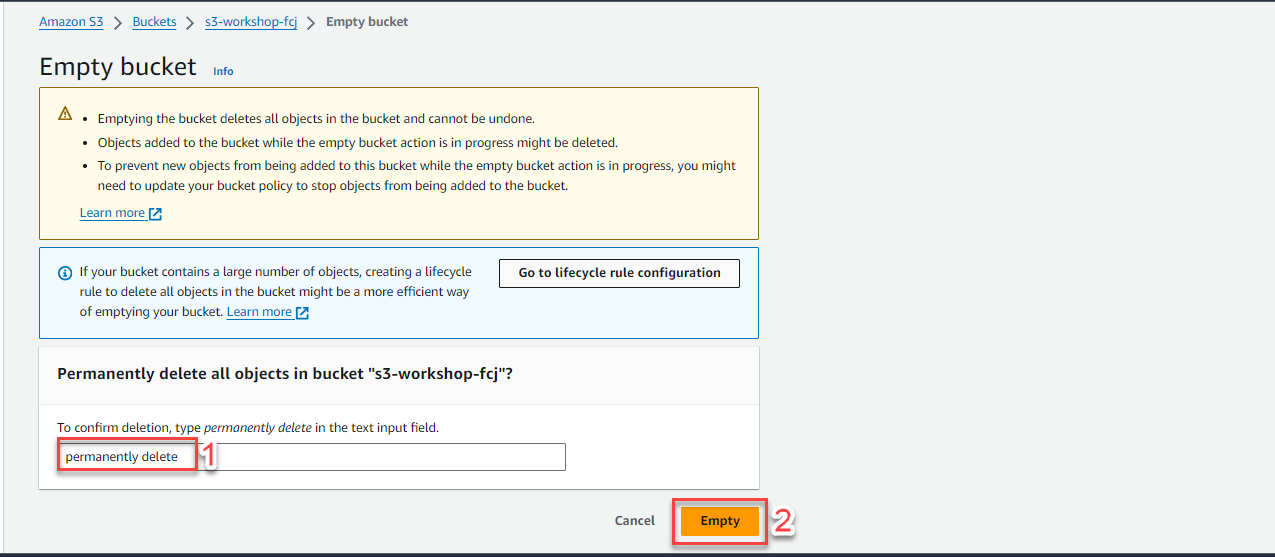 Amazon S3 > Buckets > s3-workshop-fcj > Empty bucket
Empty bucket Info
• Emptying the bucket deletes all objects in the bucket and cannot be undone.
• Objects added to the bucket while the empty bucket action is in progress might be deleted.
• To prevent new objects from being added to this bucket while the empty bucket action is in progress, you might
need to update your bucket policy to stop objects from being added to the bucket.
Learn more
If your bucket contains a large number of objects, creating a lifecycle
rule to delete all objects in the bucket might be a more efficient way
of emptying your bucket. Learn more
Go to lifecycle rule configuration
Permanently delete all objects in bucket "s3-workshop-fcj"?
To confirm deletion, type permanently delete in the text input field.
permanently delete 1
Cancel Empty 2